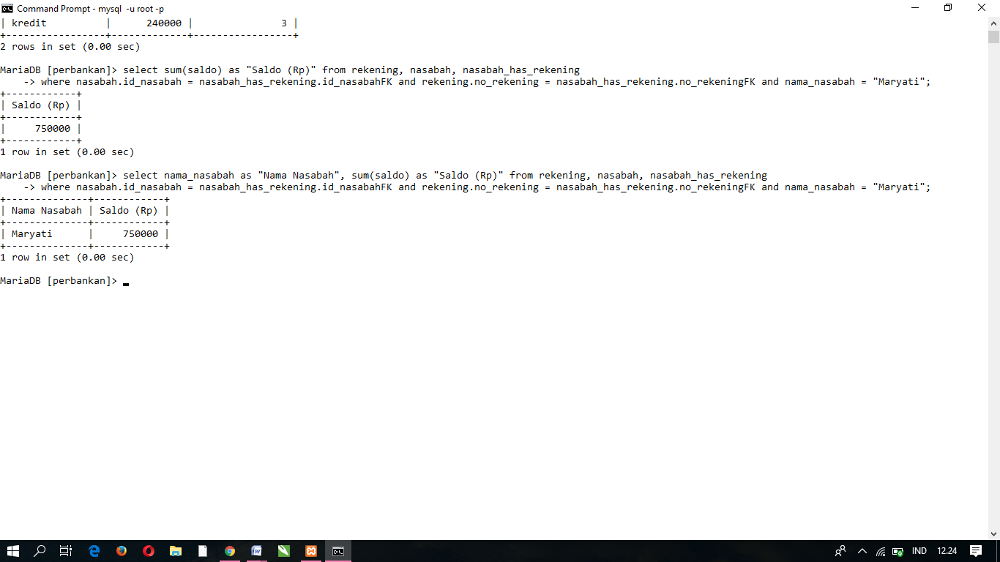 Command Prompt - mysql  -u root -p
| kredit          |      240000 |               3 |
+-----------------+-------------+-----------------+
2 rows in set (0.00 sec)
MariaDB [perbankan]> select sum(saldo) as "Saldo (Rp)" from rekening, nasabah, nasabah_has_rekening
    -> where nasabah.id_nasabah = nasabah_has_rekening.id_nasabahFK and rekening.no_rekening = nasabah_has_rekening.no_rekeningFK and nama_nasabah = "Maryati";
+------------+
| Saldo (Rp) |
+------------+
|     750000 |
+------------+
1 row in set (0.00 sec)
MariaDB [perbankan]> select nama_nasabah as "Nama Nasabah", sum(saldo) as "Saldo (Rp)" from rekening, nasabah, nasabah_has_rekening
    -> where nasabah.id_nasabah = nasabah_has_rekening.id_nasabahFK and rekening.no_rekening = nasabah_has_rekening.no_rekeningFK and nama_nasabah = "Maryati";
+--------------+------------+
| Nama Nasabah | Saldo (Rp) |
+--------------+------------+
| Maryati      |     750000 |
+--------------+------------+
1 row in set (0.00 sec)
MariaDB [perbankan]>
IND 12.24